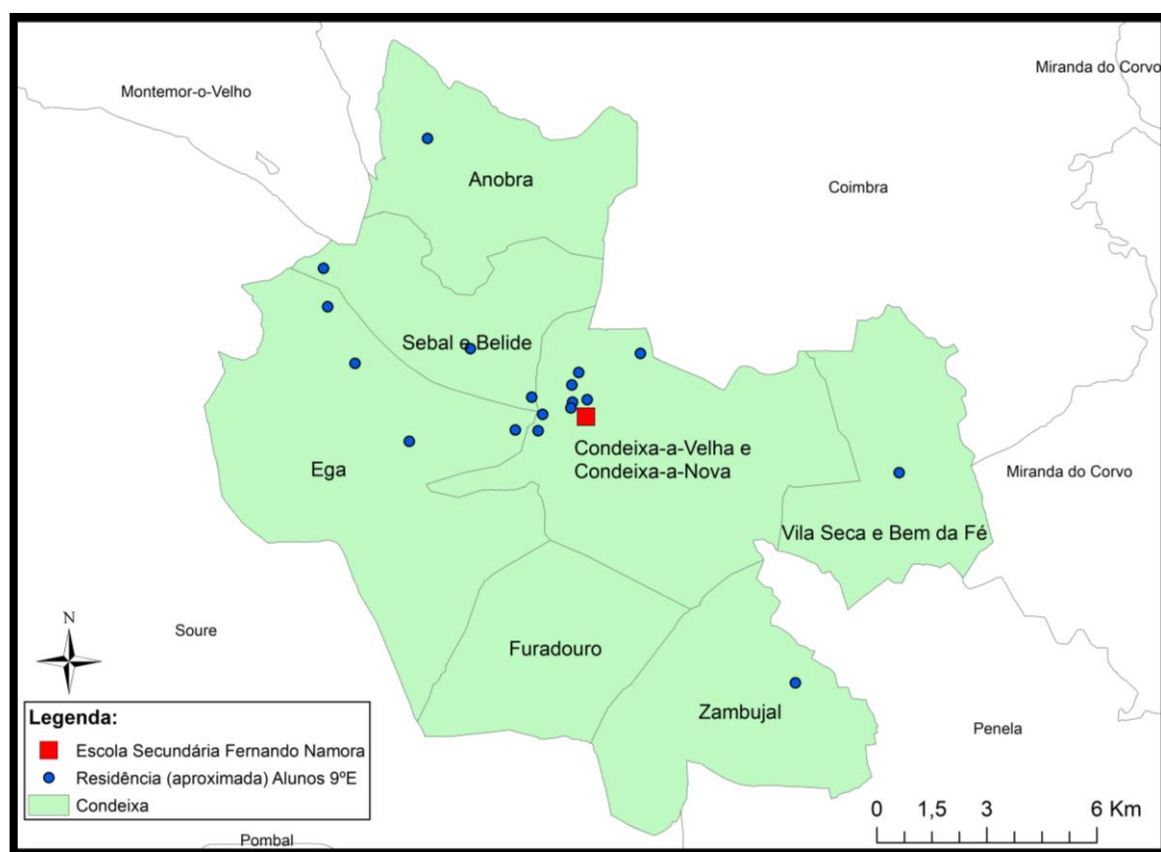 Miranda do Corvo
Montemor-o-Velho
Anobra
Coimbra
Sebal e Belide
Condeixa-a-Velha e
Condeixa-a-Nova
Ega
Miranda do Corvo
Vila Seca e Bem da Fé
N
Soure
Furadouro
Zambujal
Penela
Legenda:
Escola Secundária Fernando Namora
Residência (aproximada) Alunos 9ºE
Condeixa
0 1,5 3 6 Km
Pombal